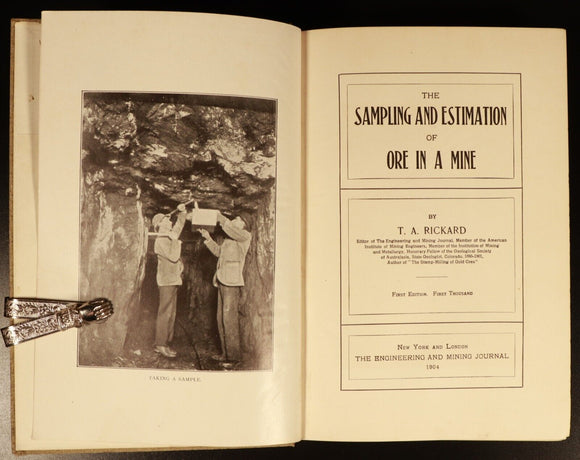 TAKING A SAMPLE.
THE
SAMPLING AND ESTIMATION
OF
ORE IN A MINE
BY
T. A. RICKARD
Editor of The Engineering and Mining Journal, Member of the American
Institute of Mining Engineers, Member of the Institution of Mining
and Metallurgy, Honorary Fellow of the Geological Society
of Australasia, State Geologist, Colorado, 1895-1901,
Author of "The Stamp-Milling of Gold Ores."
First Edition. First Thousand
New York and London
THE ENGINEERING AND MINING JOURNAL
1904